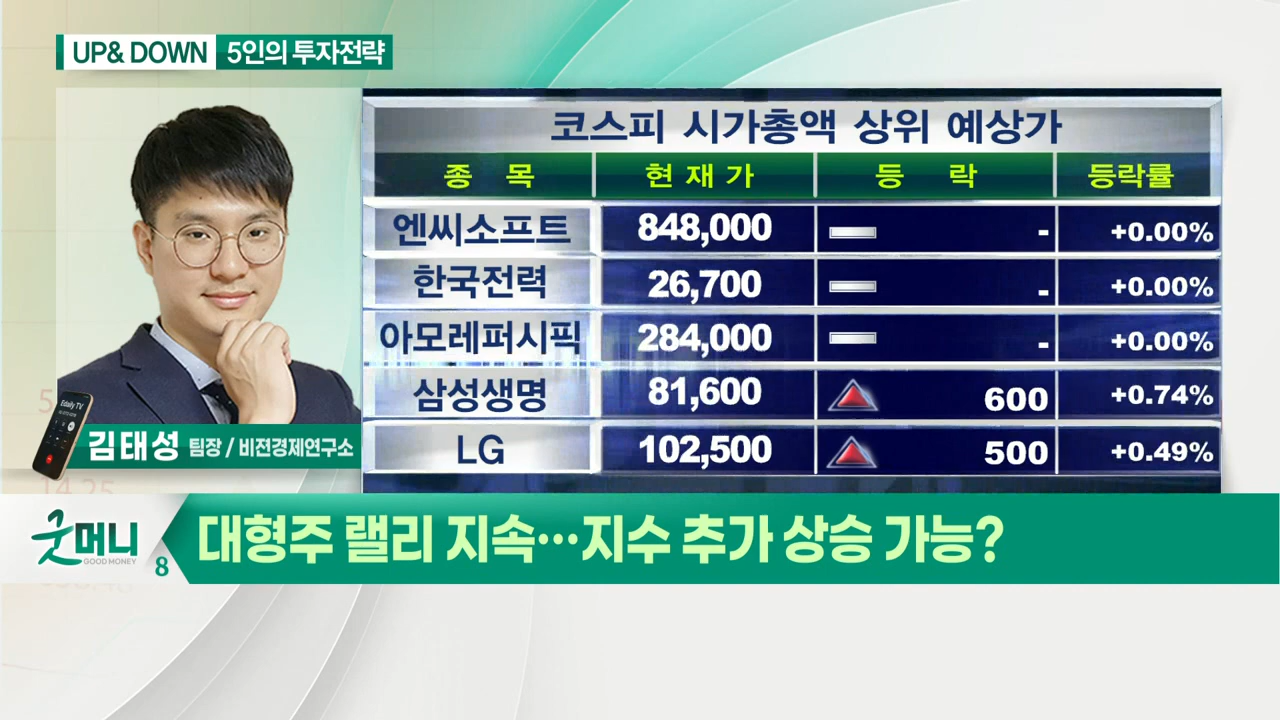 UP& DOWN 5인의 투자전략
코스피 시가총액 상위 예상가
종 목 현 재 가 등 락 등락률
엔씨소프트 848,000 - +0.00%
한국전력 26,700 - +0.00%
아모레퍼시픽 284,000 - +0.00%
삼성생명 81,600 600 +0.74%
LG 102,500 500 +0.49%
Edaily TV
김태성 팀장 / 비젼경제연구소
14.25
굿머니
GOOD MONEY
8
대형주 랠리 지속…지수 추가 상승 가능?